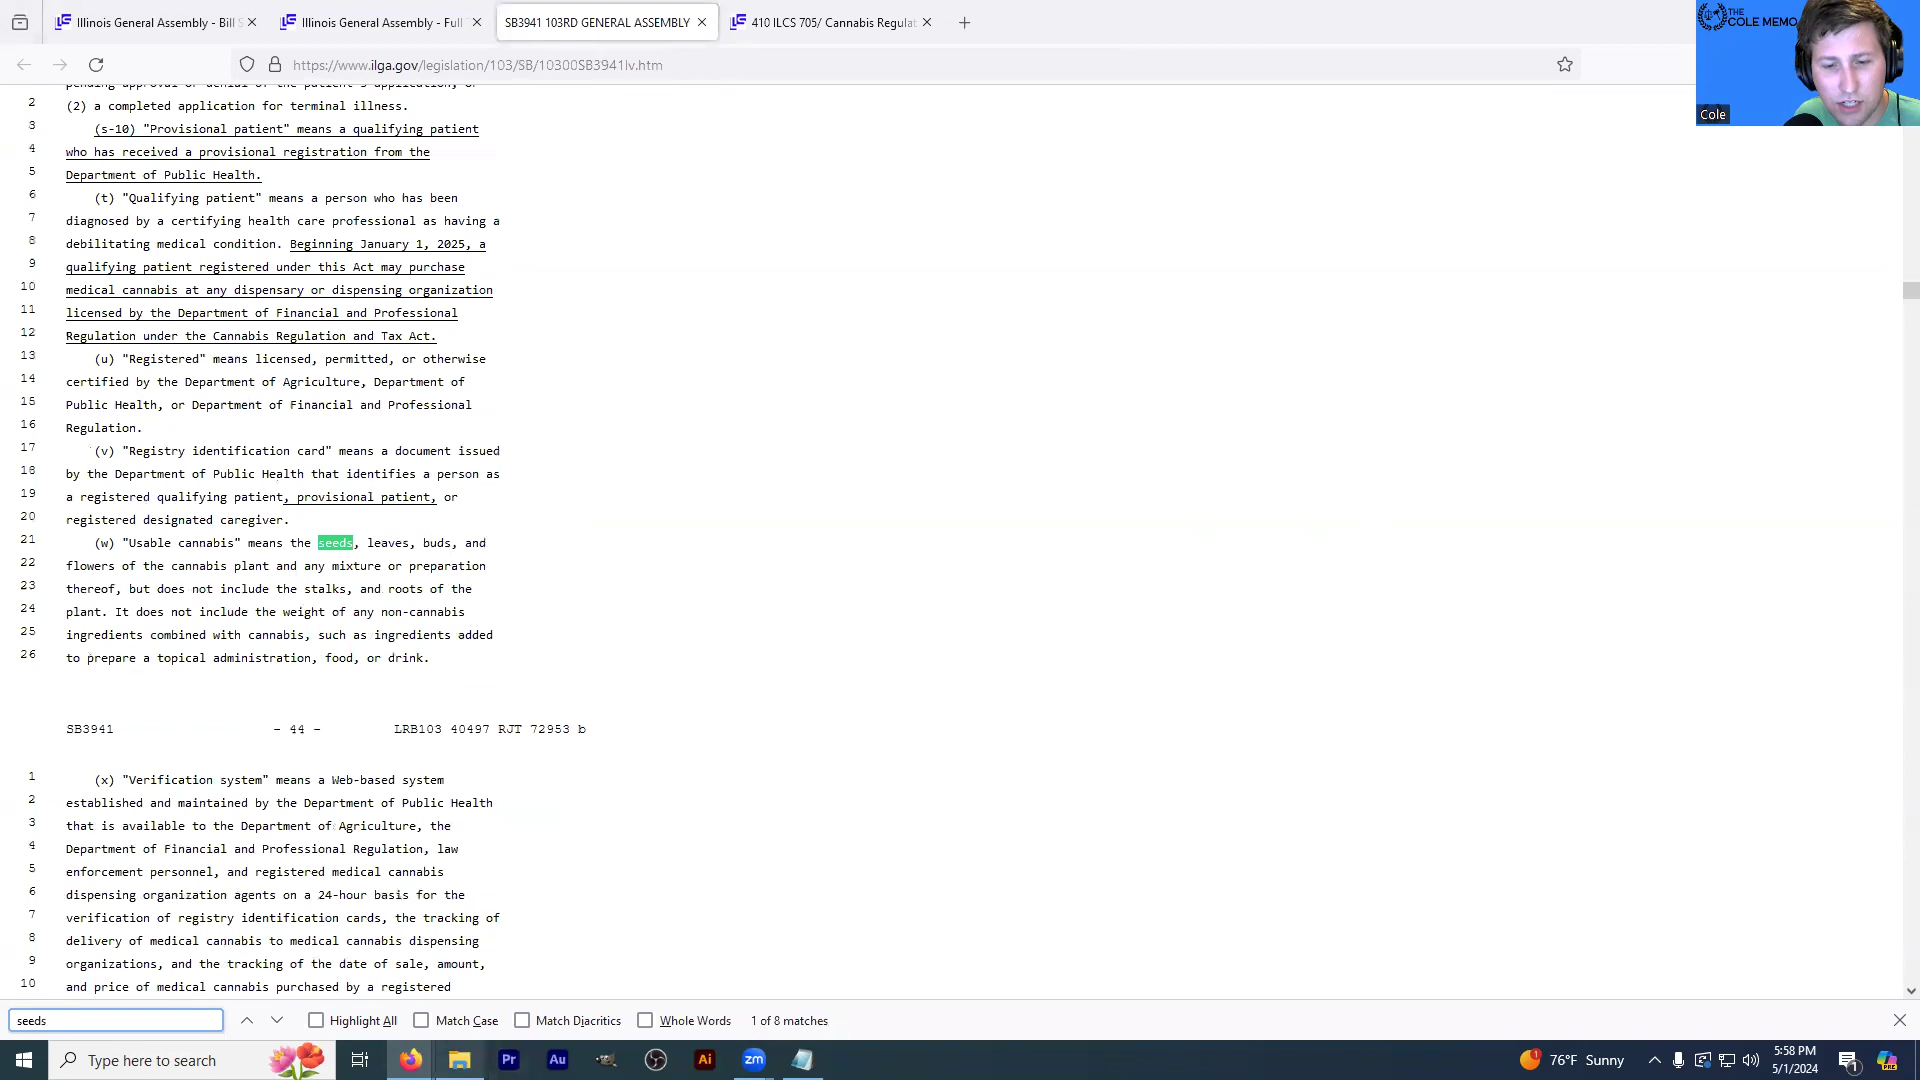 Illinois General Assembly - Bill S
Illinois General Assembly - Full
SB3941 103RD GENERAL ASSEMBLY
410 ILCS 705/ Cannabis Regulat
https://www.ilga.gov/legislation/103/SB/10300SB3941lv.htm
THE
COLE MEMO
Cole
pending approval or denial of the patient's application, or
2 (2) a completed application for terminal illness.
3 (s-10) "Provisional patient" means a qualifying patient
4 who has received a provisional registration from the
5 Department of Public Health.
6 (t) "Qualifying patient" means a person who has been
7 diagnosed by a certifying health care professional as having a
8 debilitating medical condition. Beginning January 1, 2025, a
9 qualifying patient registered under this Act may purchase
10 medical cannabis at any dispensary or dispensing organization
11 licensed by the Department of Financial and Professional
12 Regulation under the Cannabis Regulation and Tax Act.
13 (u) "Registered" means licensed, permitted, or otherwise
14 certified by the Department of Agriculture, Department of
15 Public Health, or Department of Financial and Professional
16 Regulation.
17 (v) "Registry identification card" means a document issued
18 by the Department of Public Health that identifies a person as
19 a registered qualifying patient, provisional patient, or
20 registered designated caregiver.
21 (w) "Usable cannabis" means the seeds, leaves, buds, and
22 flowers of the cannabis plant and any mixture or preparation
23 thereof, but does not include the stalks, and roots of the
24 plant. It does not include the weight of any non-cannabis
25 ingredients combined with cannabis, such as ingredients added
26 to prepare a topical administration, food, or drink.
SB3941 - 44 - LRB103 40497 RJT 72953 b
1 (x) "Verification system" means a Web-based system
2 established and maintained by the Department of Public Health
3 that is available to the Department of Agriculture, the
4 Department of Financial and Professional Regulation, law
5 enforcement personnel, and registered medical cannabis
6 dispensing organization agents on a 24-hour basis for the
7 verification of registry identification cards, the tracking of
8 delivery of medical cannabis to medical cannabis dispensing
9 organizations, and the tracking of the date of sale, amount,
10 and price of medical cannabis purchased by a registered
seeds
Highlight All
Match Case
Match Diacritics
Whole Words
1 of 8 matches
Type here to search
Pr
Au
Ai
zm
1
76°F Sunny
5:58 PM
5/1/2024
1
PRE